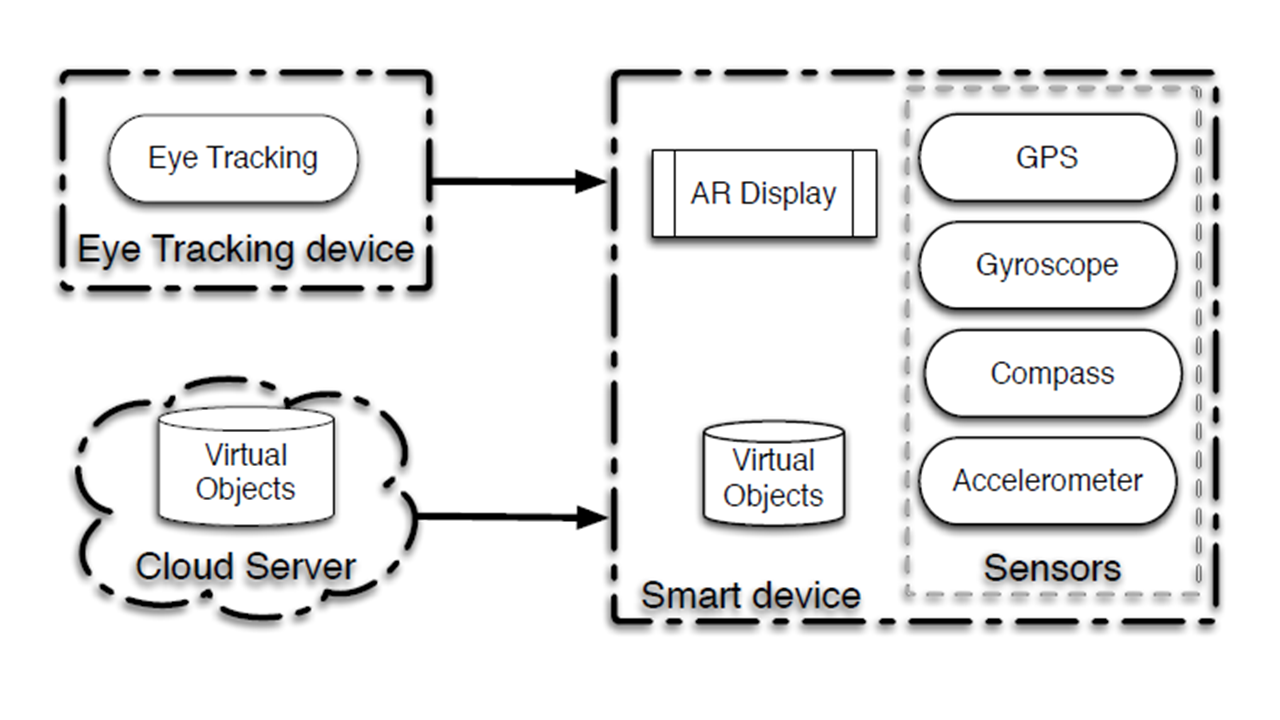 Eye Tracking
Eye Tracking device
Virtual
Objects
Cloud Server
AR Display
Virtual
Objects
Smart device
GPS
Gyroscope
Compass
Accelerometer
Sensors